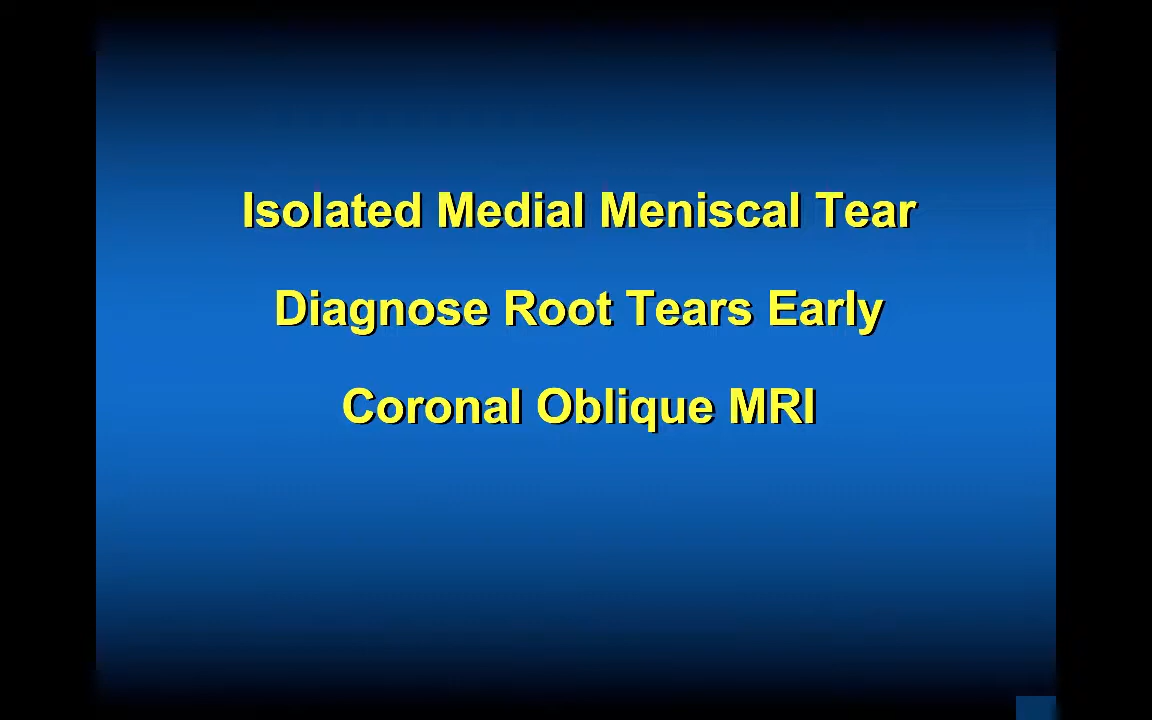 Isolated Medial Meniscal Tear
Diagnose Root Tears Early
Coronal Oblique MRI